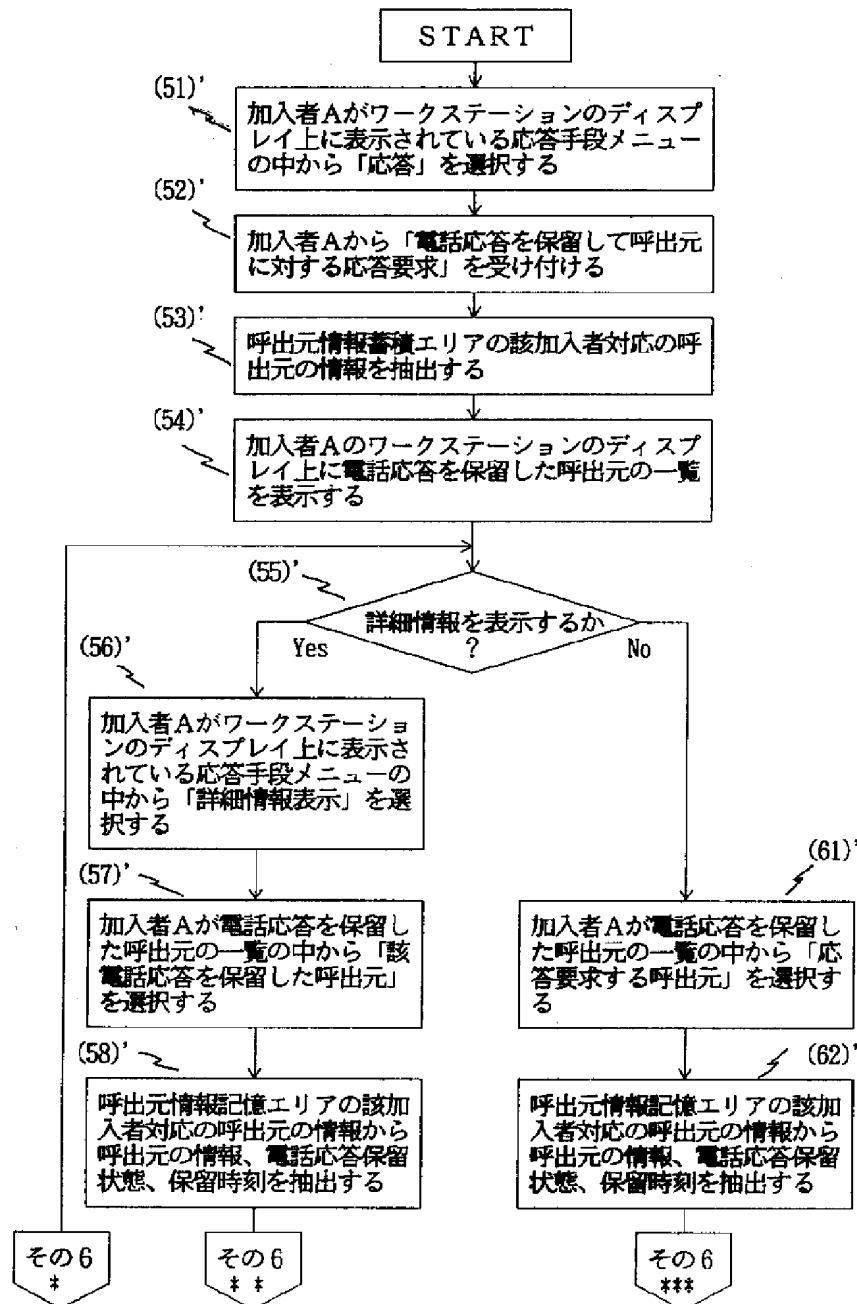 START
(51)'
加入者Aがワークステーションのディスプ
レイ上に表示されている応答手段メニュー
の中から「応答」を選択する
(52)'
加入者Aから「電話応答を保留して呼出元
に対する応答要求」を受け付ける
(53)'
呼出元情報蓄積エリアの該加入者対応の呼
出元の情報を抽出する
(54)'
加入者Aのワークステーションのディスプ
レイ上に電話応答を保留した呼出元の一覧
を表示する
(55)'
詳細情報を表示するか
?
Yes
No
(56)'
加入者Aがワークステーショ
ンのディスプレイ上に表示さ
れている応答手段メニューの
中から「詳細情報表示」を選
択する
(57)'
加入者Aが電話応答を保留し
た呼出元の一覧の中から「該
電話応答を保留した呼出元」
を選択する
(58)'
呼出元情報記憶エリアの該加
入者対応の呼出元の情報から
呼出元の情報、電話応答保留
状態、保留時刻を抽出する
(61)'
加入者Aが電話応答を保留し
た呼出元の一覧の中から「応
答要求する呼出元」を選択す
る
(62)'
呼出元情報記憶エリアの該加
入者対応の呼出元の情報から
呼出元の情報、電話応答保留
状態、保留時刻を抽出する
その6
*
その6
* *
その6
***